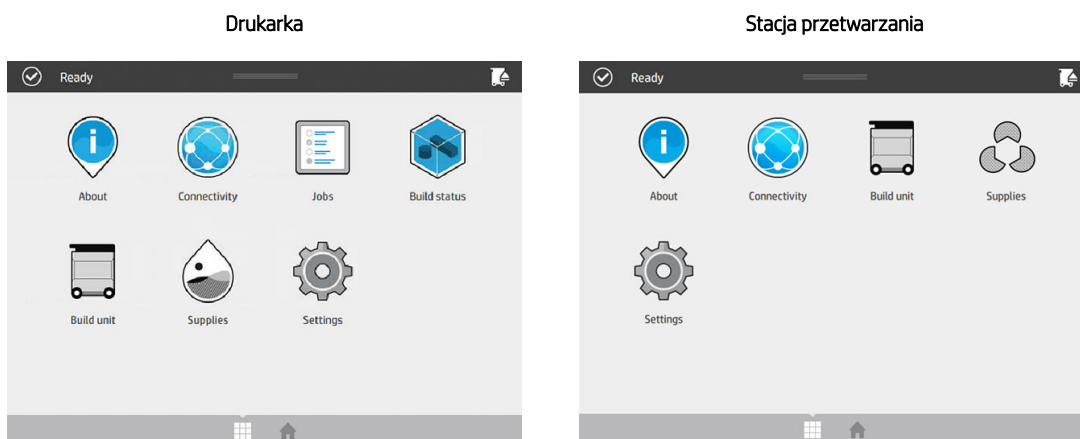 Drukarka
Ready
About Connectivity Jobs Build status
Build unit Supplies Settings
Stacja przetwarzania
Ready
About Connectivity Build unit Supplies
Settings